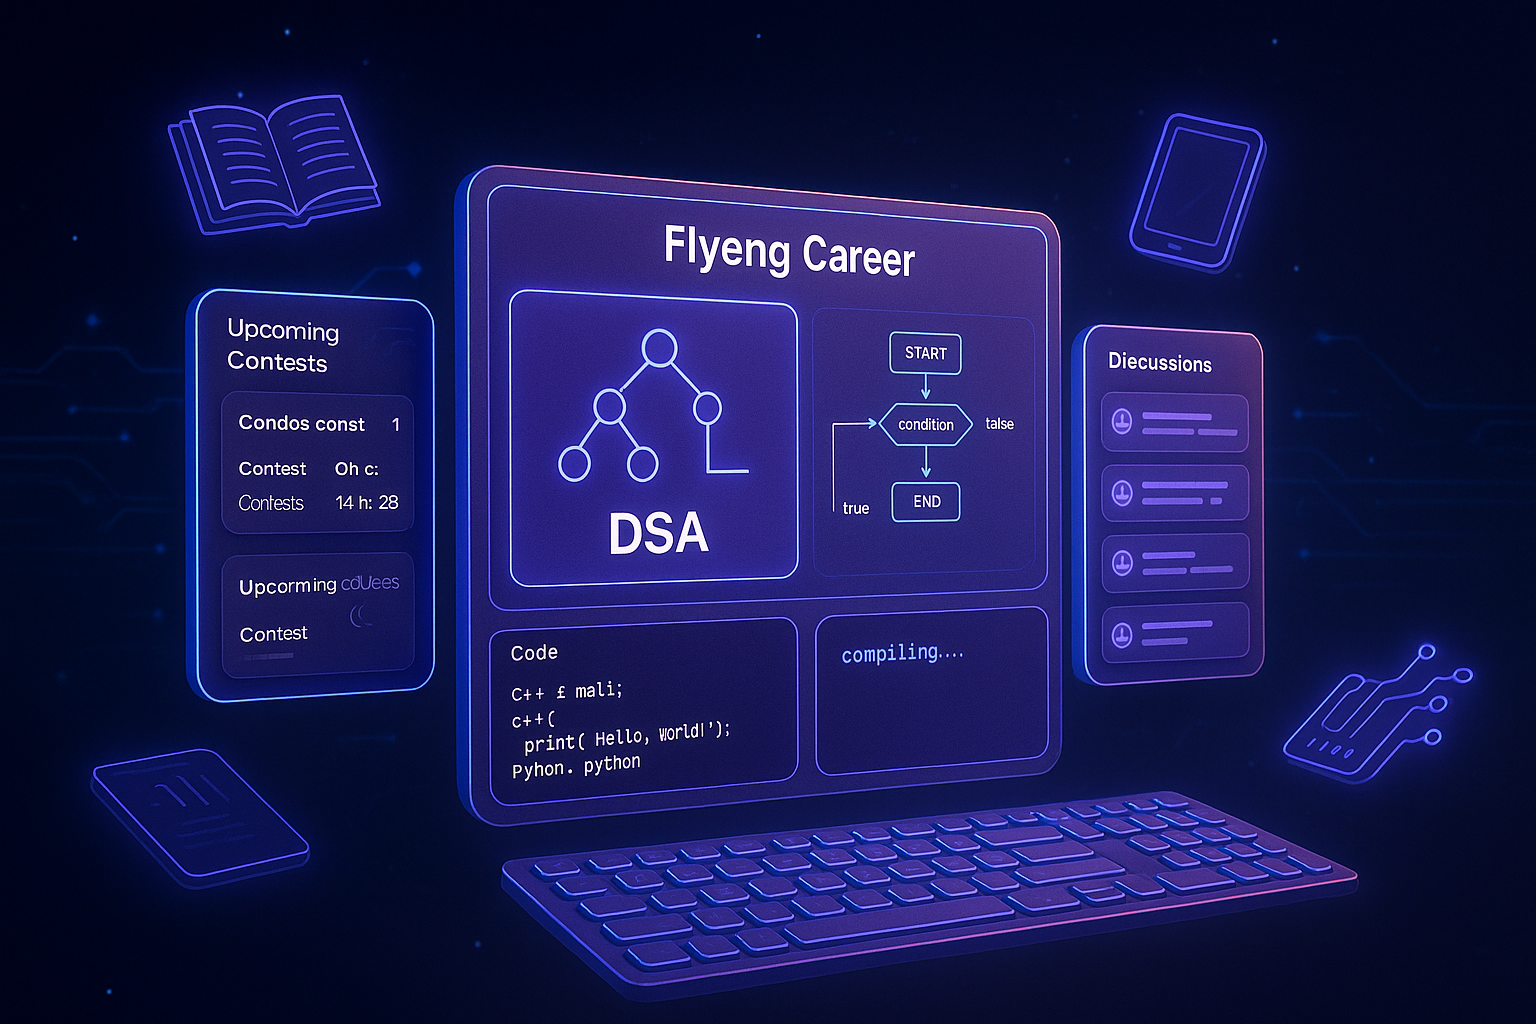 Flyeng Career
Upcoming
Contests
Condos const 1
Contest Oh c:
Contests 14 h: 28
Upcorming cdUees
Contest
DSA
START
condition
talse
true
END
Diecussions
Code
C++ £ mali;
c++(
print( Hello, World|');
Pyhon. python
compiling....